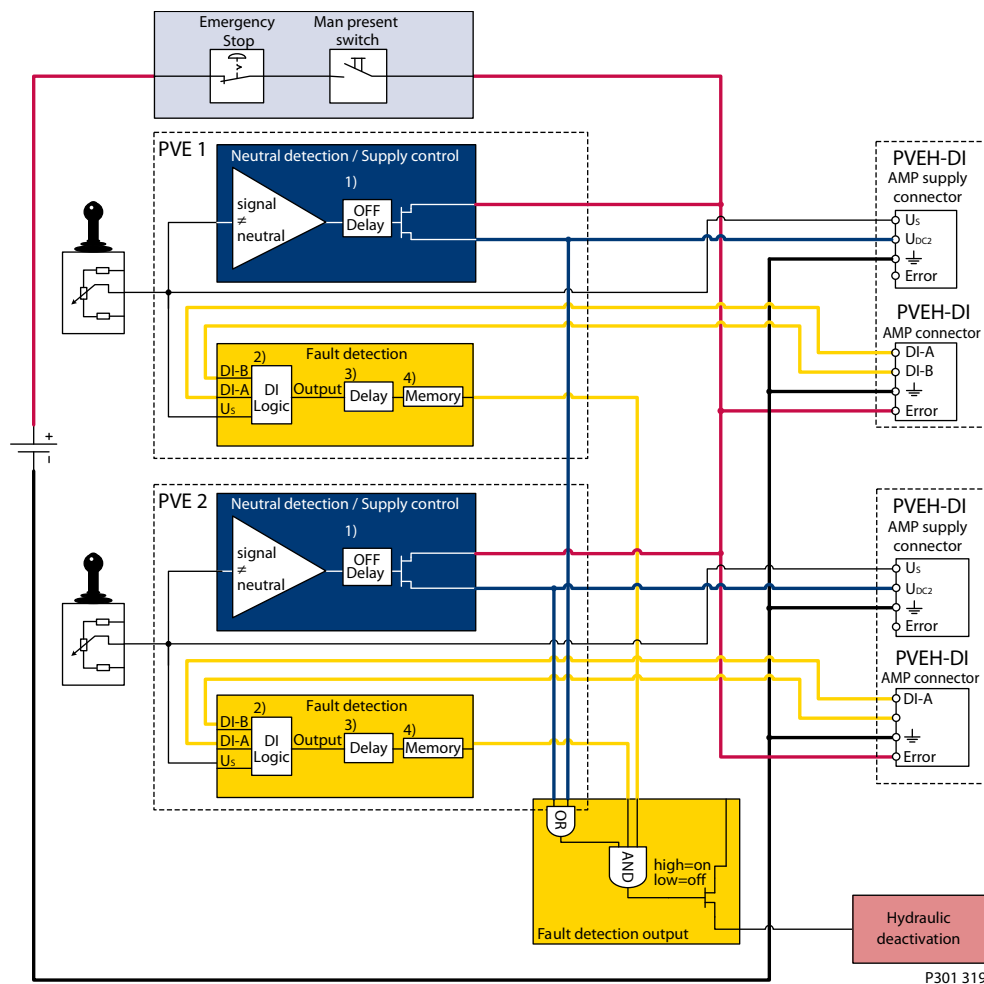 Emergency
Stop
Man present
switch
PVE 1
Neutral detection / Supply control
1)
signal
≠
neutral
OFF
Delay
PVEH-DI
AMP supply
connector
Us
UDC2
Error
PVEH-DI
AMP connector
DI-A
DI-B
Error
Fault detection
2)
3)
4)
DI-B
DI-A
Us
DI
Logic
Output
Delay
Memory
+
−
PVE 2
Neutral detection / Supply control
1)
signal
≠
neutral
OFF
Delay
PVEH-DI
AMP supply
connector
Us
UDC2
Error
PVEH-DI
AMP connector
DI-A
Error
Fault detection
2)
3)
4)
DI-B
DI-A
Us
DI
Logic
Output
Delay
Memory
OR
AND
high=on
low=off
Fault detection output
Hydraulic
deactivation
P301 319